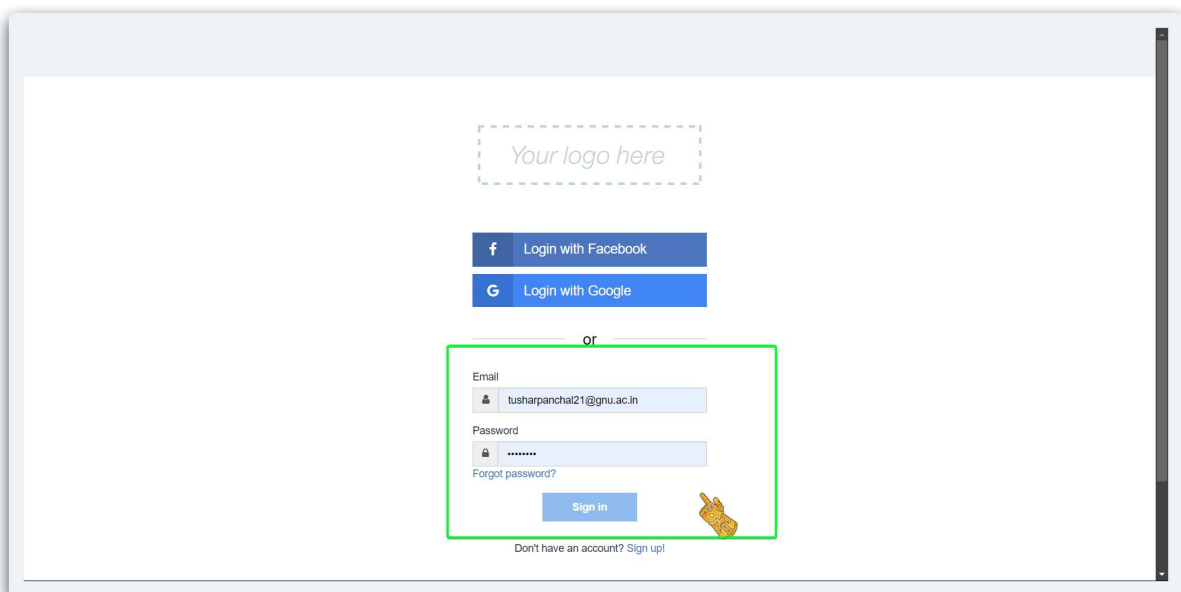 Your logo here
f Login with Facebook
G Login with Google
or
Email
tusharpanchal21@gnu.ac.in
Password
••••••••
Forgot password?
Sign in
Don't have an account? Sign up!